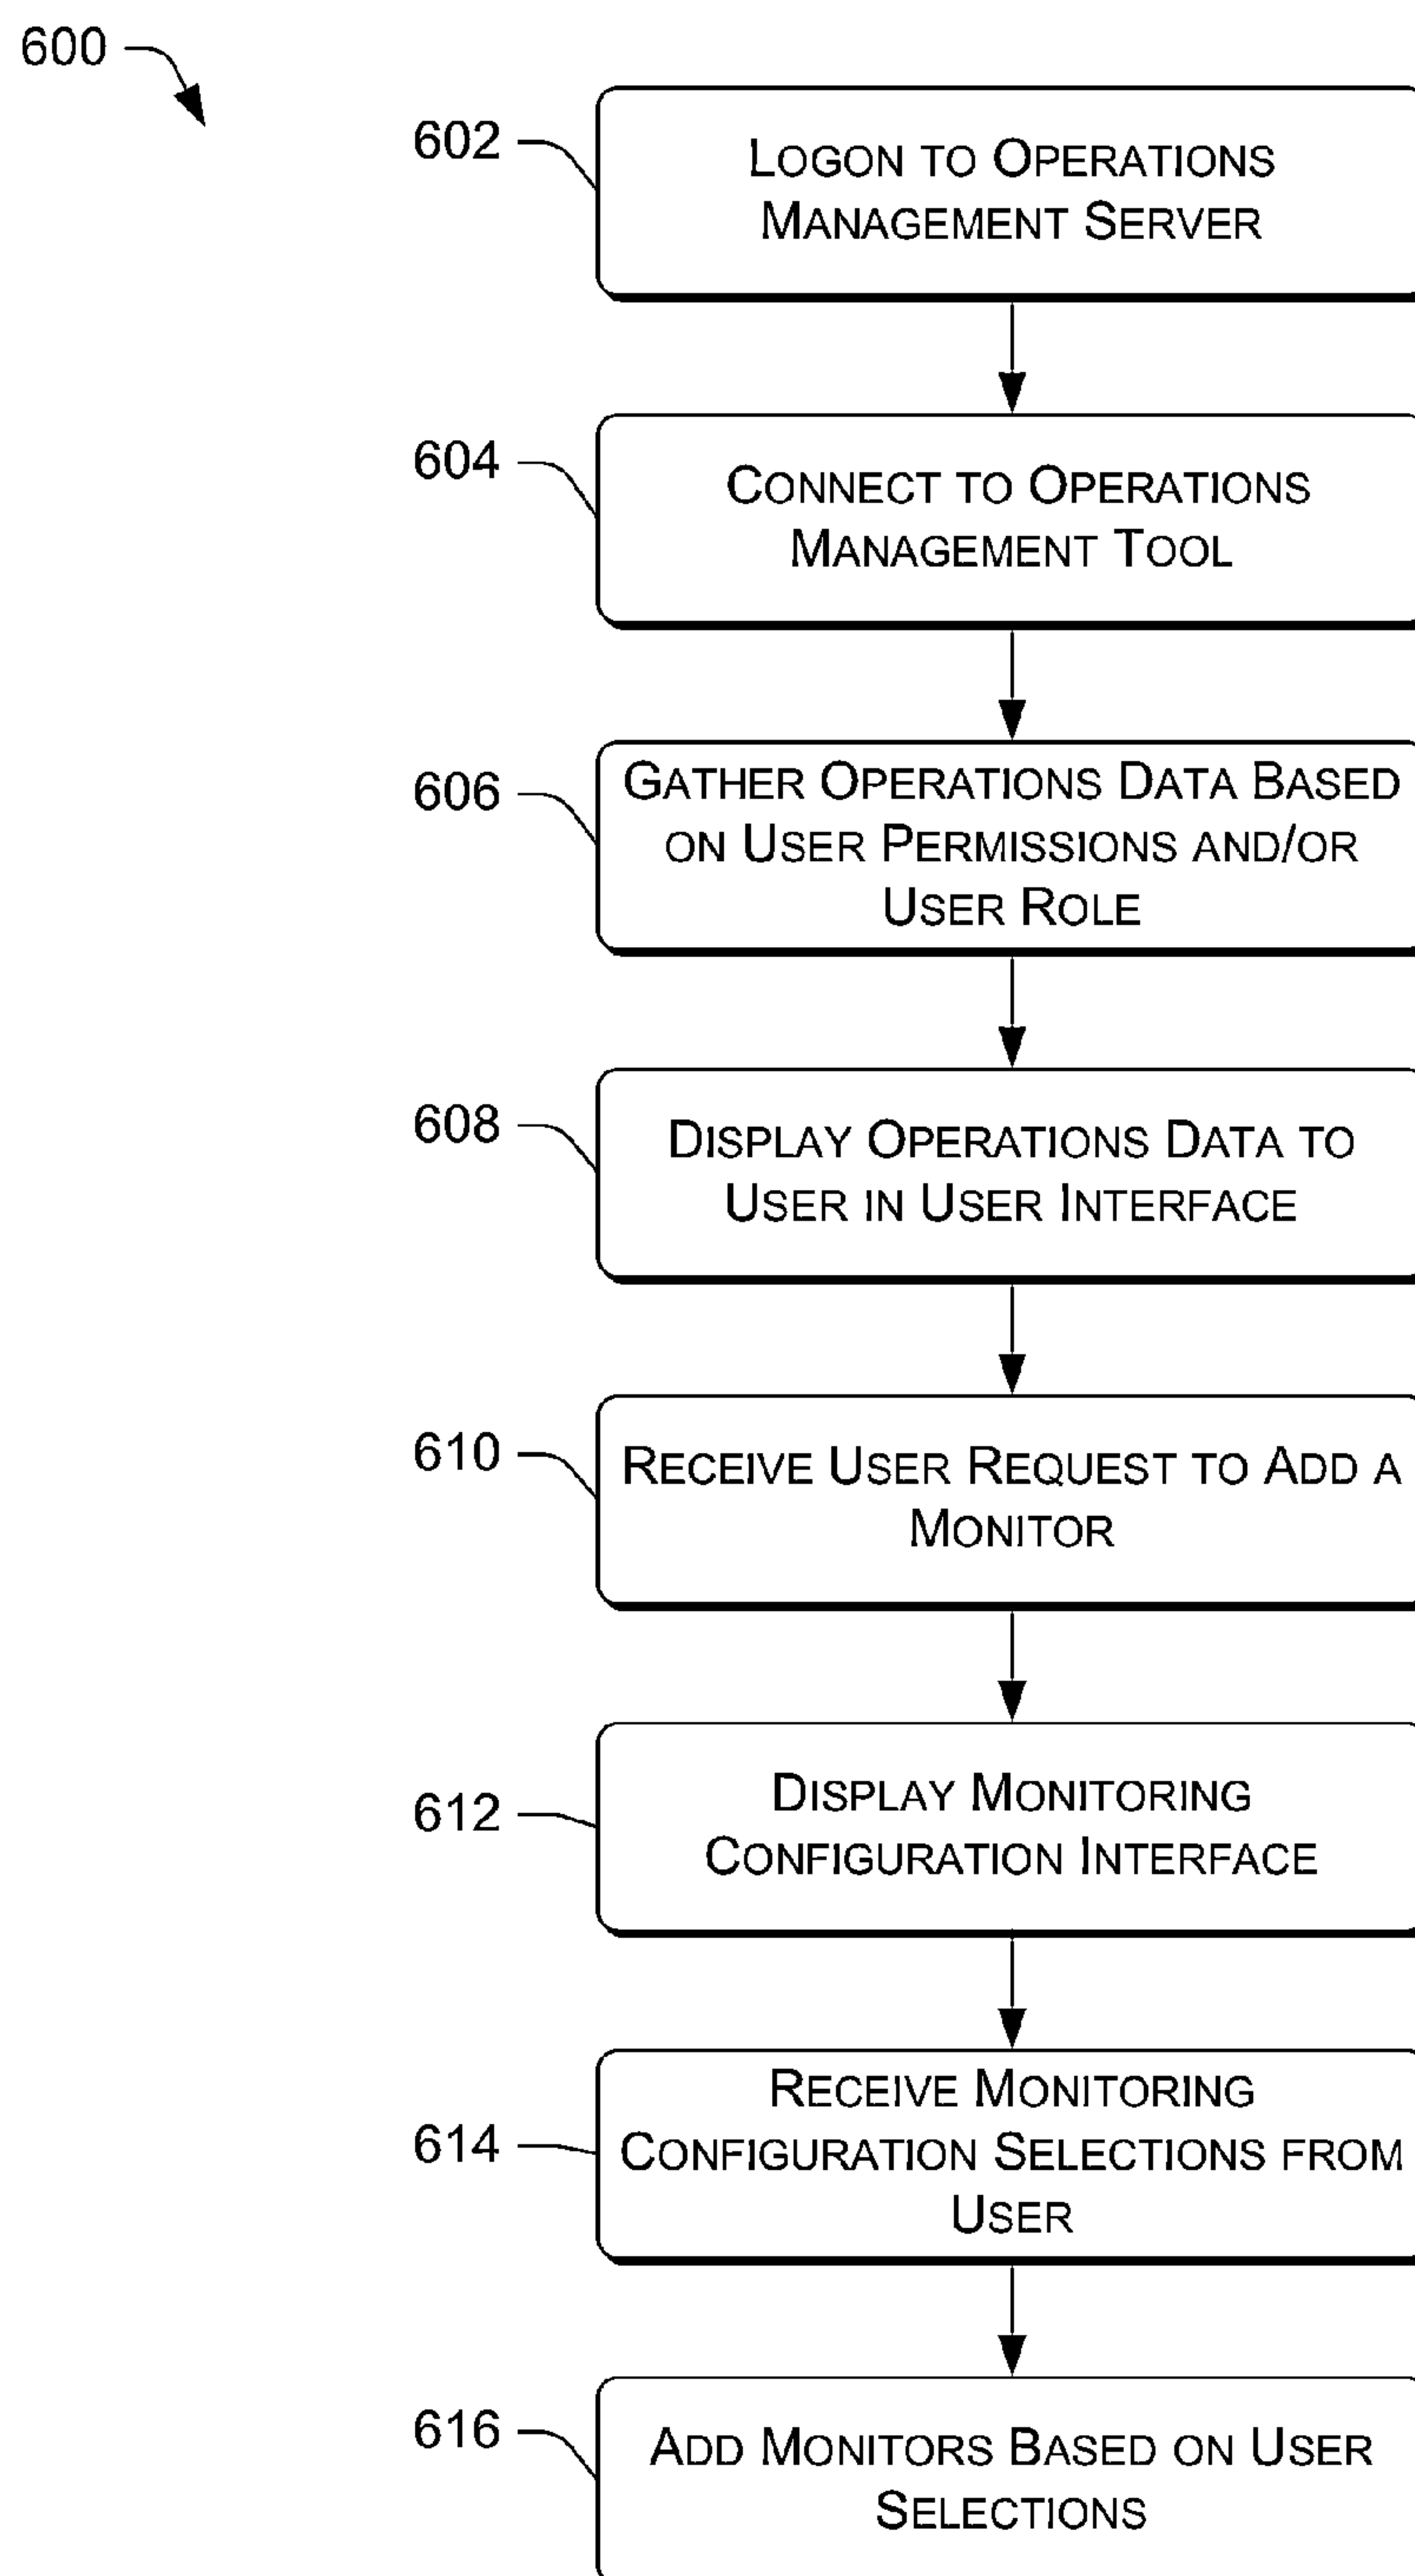 600
602
LOGON TO OPERATIONS
MANAGEMENT SERVER
604
CONNECT TO OPERATIONS
MANAGEMENT TOOL
606
GATHER OPERATIONS DATA BASED
ON USER PERMISSIONS AND/OR
USER ROLE
608
DISPLAY OPERATIONS DATA TO
USER IN USER INTERFACE
610
RECEIVE USER REQUEST TO ADD A
MONITOR
612
DISPLAY MONITORING
CONFIGURATION INTERFACE
614
RECEIVE MONITORING
CONFIGURATION SELECTIONS FROM
USER
616
ADD MONITORS BASED ON USER
SELECTIONS